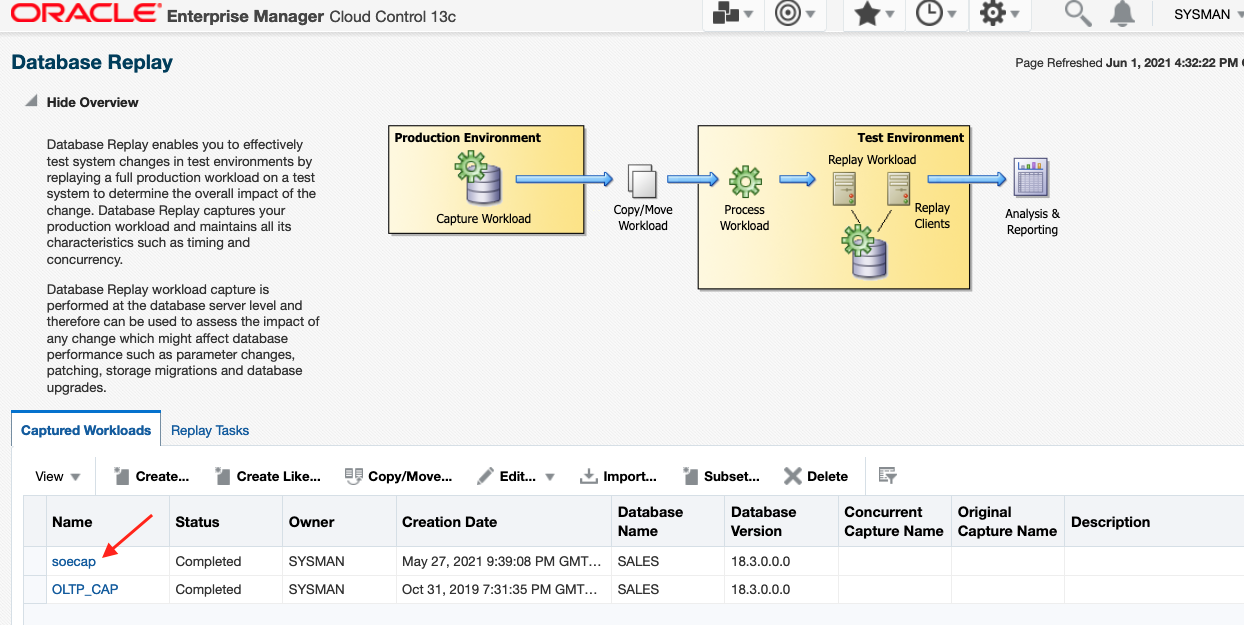 ORACLE® Enterprise Manager Cloud Control 13c
SYSMAN
Database Replay
Page Refreshed Jun 1, 2021 4:32:22 PM
Hide Overview
Database Replay enables you to effectively
test system changes in test environments by
replaying a full production workload on a test
system to determine the overall impact of the
change. Database Replay captures your
production workload and maintains all its
characteristics such as timing and
concurrency.
Database Replay workload capture is
performed at the database server level and
therefore can be used to assess the impact of
any change which might affect database
performance such as parameter changes,
patching, storage migrations and database
upgrades.
Production Environment
Capture Workload
Copy/Move
Workload
Test Environment
Process
Workload
Replay Workload
Replay
Clients
Analysis &
Reporting
Captured Workloads Replay Tasks
View Create... Create Like... Copy/Move... Edit... Import... Subset... Delete
Name Status Owner Creation Date Database Name Database Version Concurrent Capture Name Original Capture Name Description
soecap Completed SYSMAN May 27, 2021 9:39:08 PM GMT... SALES 18.3.0.0.0
OLTP_CAP Completed SYSMAN Oct 31, 2019 7:31:35 PM GMT... SALES 18.3.0.0.0